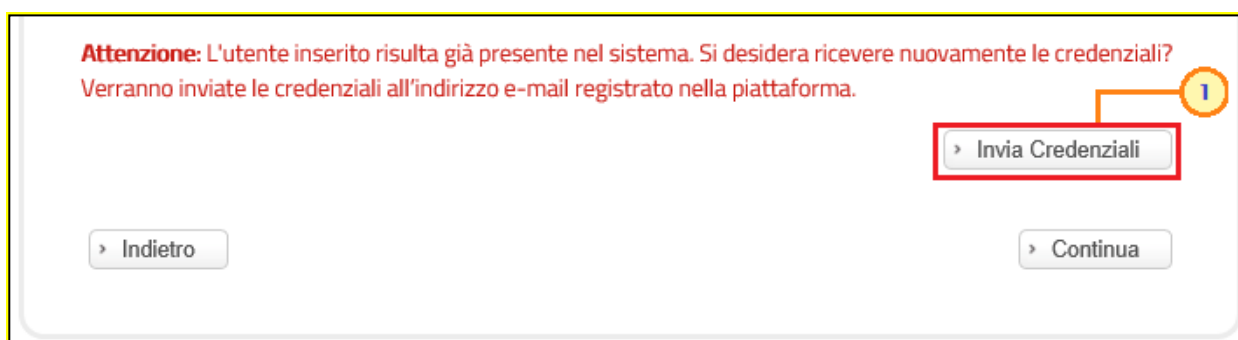 Attenzione: L'utente inserito risulta già presente nel sistema. Si desidera ricevere nuovamente le credenziali?
Verranno inviate le credenziali all’indirizzo e-mail registrato nella piattaforma.
1
Invia Credenziali
Indietro
Continua